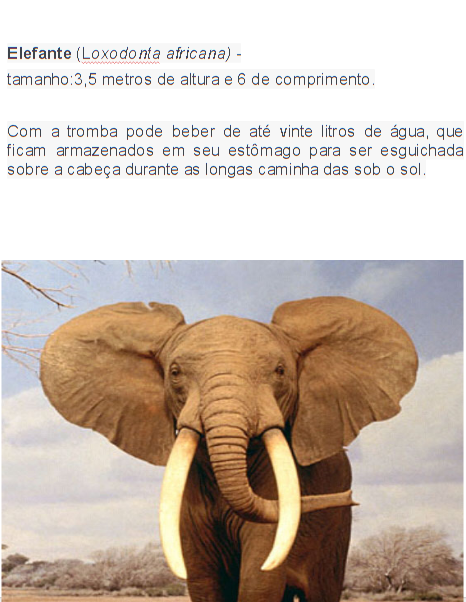 Elefante (Loxodonta africana) -
tamanho:3,5 metros de altura e 6 de comprimento.
Com a tromba pode beber de até vinte litros de água, que
ficam armazenados em seu estômago para ser esguichada
sobre a cabeça durante as longas caminha das sob o sol.